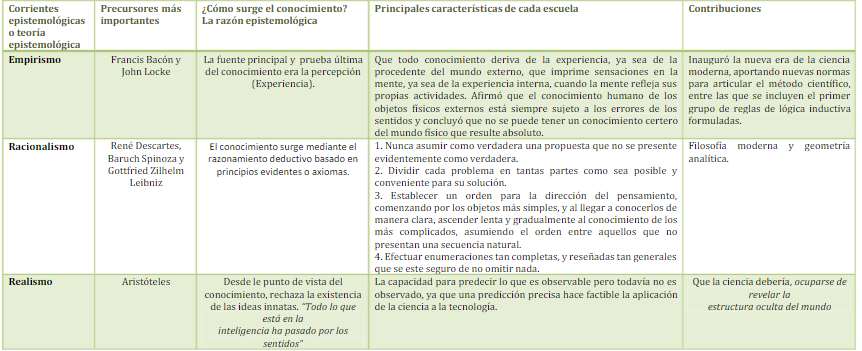 Corrientes
epistemológicas
o teoría
epistemológica
Precursores más
importantes
¿Cómo surge el conocimiento?
La razón epistemológica
Principales características de cada escuela
Contribuciones
Empirismo
Francis Bacón y
John Locke
La fuente principal y prueba última
del conocimiento era la percepción
(Experiencia).
Que todo conocimiento deriva de la experiencia, ya sea de la
procedente del mundo externo, que imprime sensaciones en la
mente, ya sea de la experiencia interna, cuando la mente refleja sus
propias actividades. Afirmó que el conocimiento humano de los
objetos físicos externos está siempre sujeto a los errores de los
sentidos y concluyó que no se puede tener un conocimiento certero
del mundo físico que resulte absoluto.
Inauguró la nueva era de la ciencia
moderna, aportando nuevas normas
para articular el método científico,
entre las que se incluyen el primer
grupo de reglas de lógica inductiva
formuladas.
Racionalismo
René Descartes,
Baruch Spinoza y
Gottfried Zilhelm
Leibniz
El conocimiento surge mediante el
razonamiento deductivo basado en
principios evidentes o axiomas.
1. Nunca asumir como verdadera una propuesta que no se presente
evidentemente como verdadera.
2. Dividir cada problema en tantas partes como sea posible y
conveniente para su solución.
3. Establecer un orden para la dirección del pensamiento,
comenzando por los objetos más simples, y al llegar a conocerlos de
manera clara, ascender lenta y gradualmente al conocimiento de los
más complicados, asumiendo el orden entre aquellos que no
presentan una secuencia natural.
4. Efectuar enumeraciones tan completas, y reseñadas tan generales
que se este seguro de no omitir nada.
Filosofía moderna y geometría
analítica.
Realismo
Aristóteles
Desde le punto de vista del
conocimiento, rechaza la existencia
de las ideas innatas. "Todo lo que
está en la
inteligencia ha pasado por los
sentidos"
La capacidad para predecir lo que es observable pero todavía no es
observado, ya que una predicción precisa hace factible la aplicación
de la ciencia a la tecnología.
Que la ciencia debería, ocuparse de
revelar la
estructura oculta del mundo